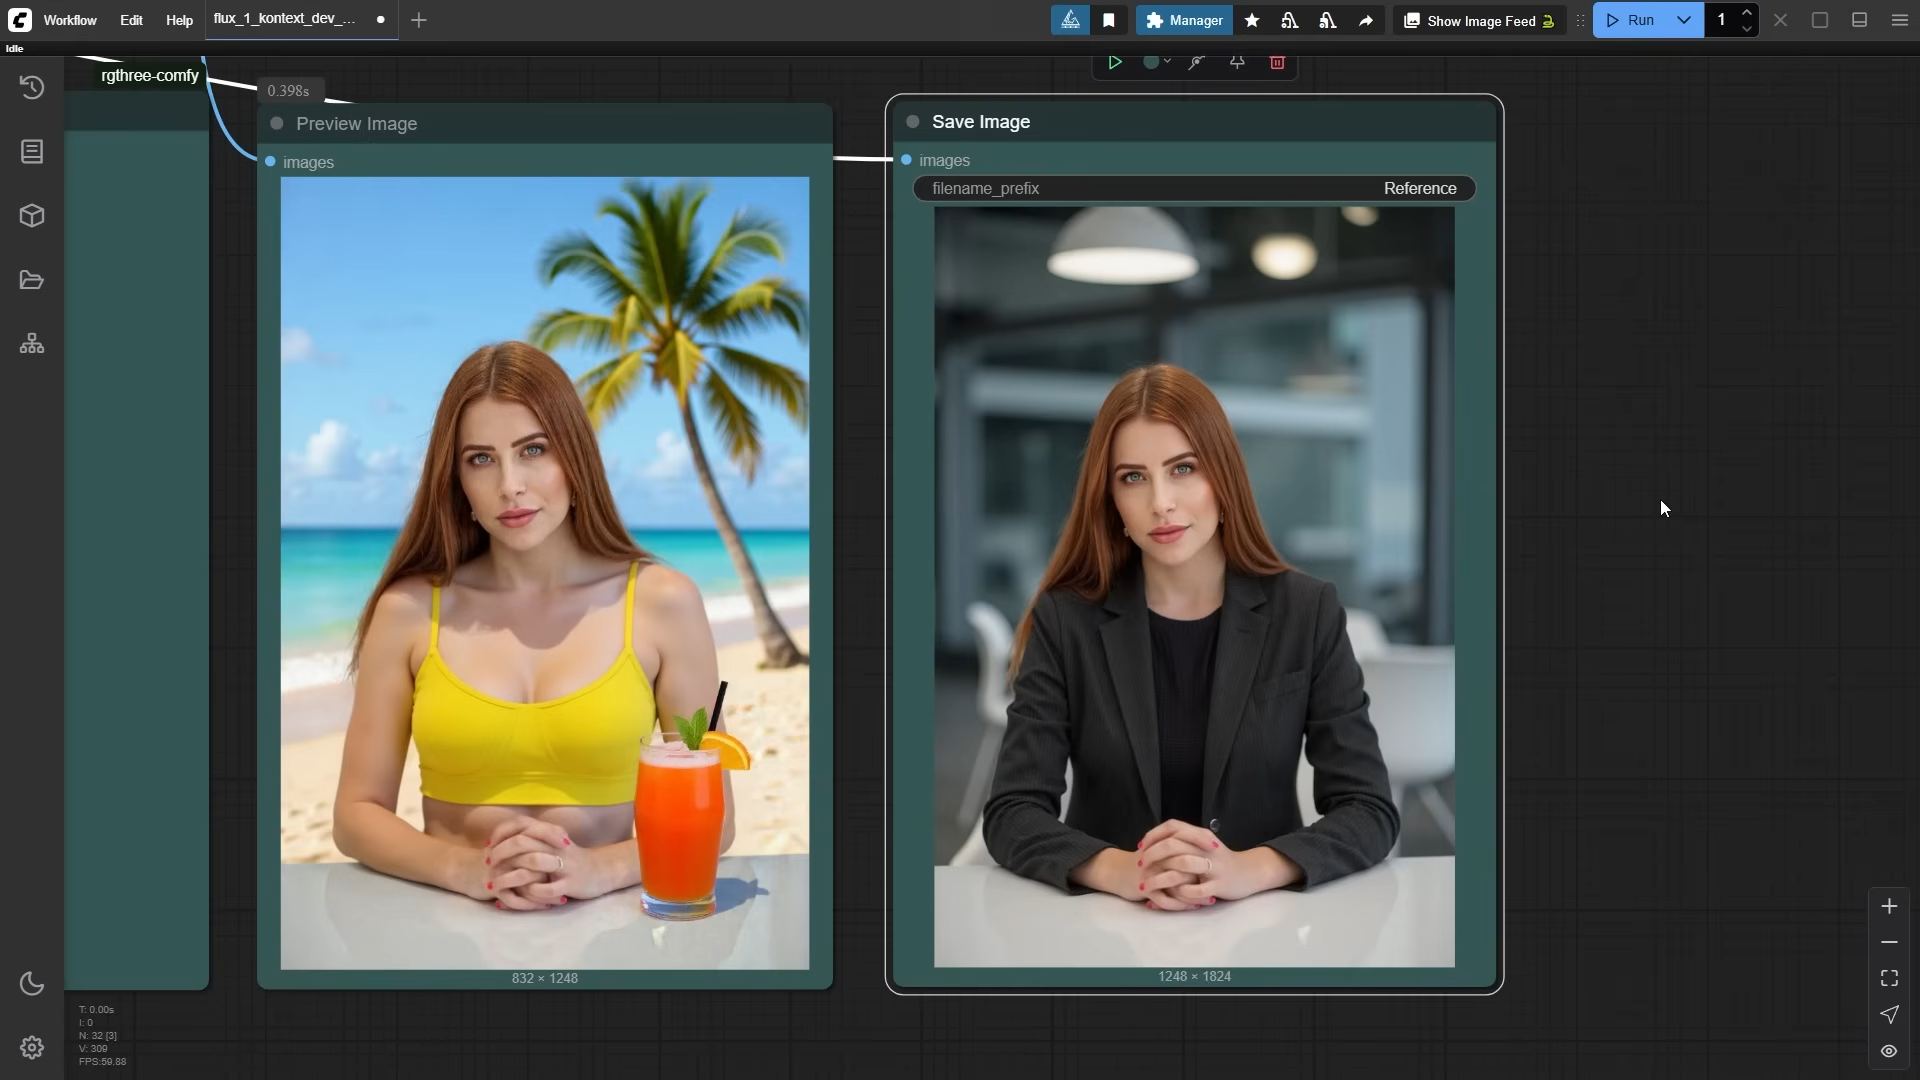 Workflow
Edit
Help
flux_1_kontext_dev_...
Manager
Show Image Feed
Run
1
Idle
rgthree-comfy
0.398s
Preview Image
images
832 × 1248
Save Image
images
filename_prefix
Reference
1248 × 1824
T: 0.00s
I: 0
N: 32 [3]
V: 309
FPS:59.88